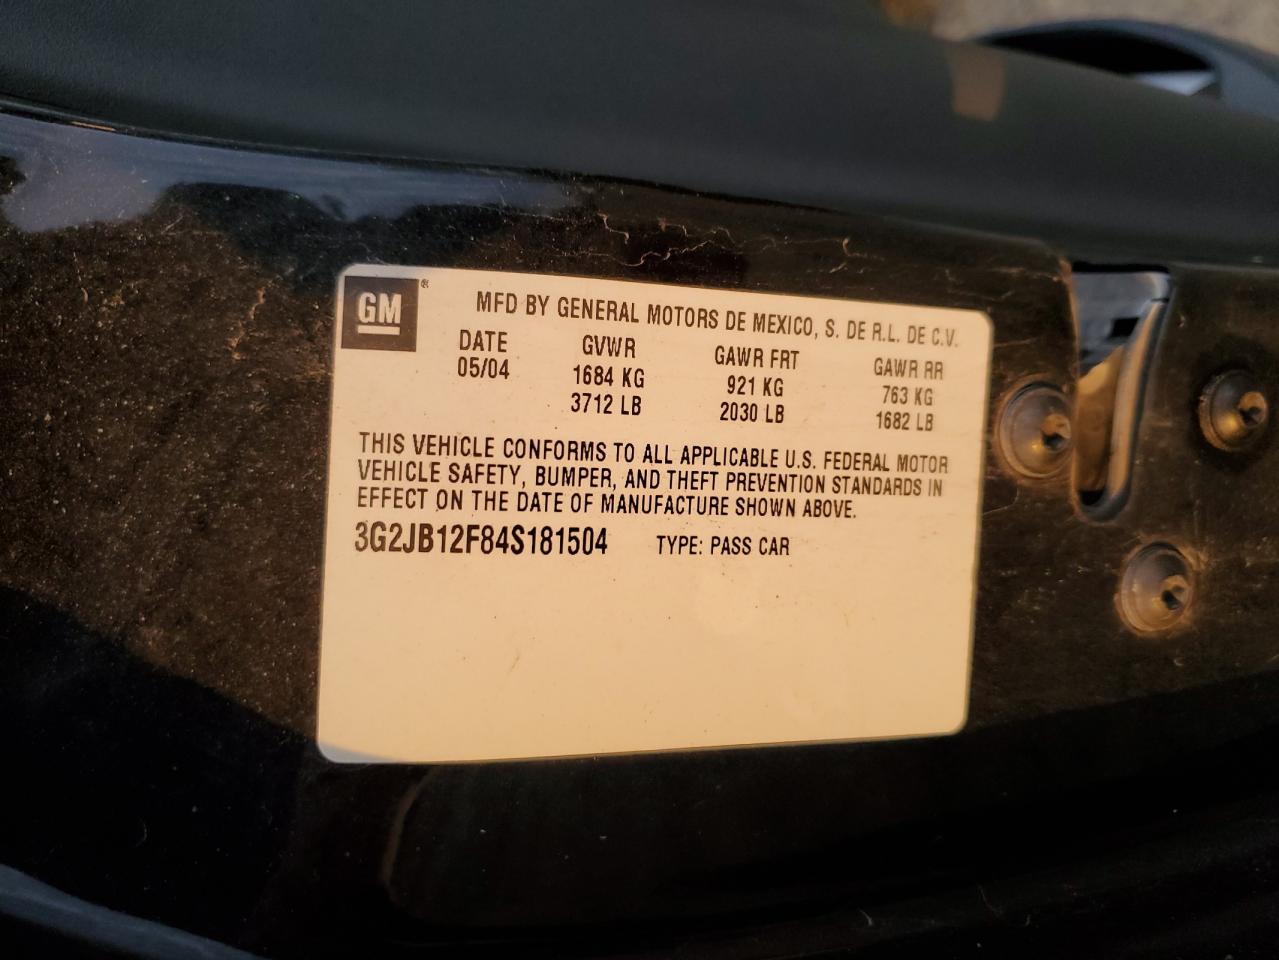 GM®
MFD BY GENERAL MOTORS DE MEXICO, S. DE R.L. DE C.V.
DATE GVWR GAWR FRT GAWR RR
05/04 1684 KG 921 KG 763 KG
3712 LB 2030 LB 1682 LB
THIS VEHICLE CONFORMS TO ALL APPLICABLE U.S. FEDERAL MOTOR
VEHICLE SAFETY, BUMPER, AND THEFT PREVENTION STANDARDS IN
EFFECT ON THE DATE OF MANUFACTURE SHOWN ABOVE.
3G2JB12F84S181504 TYPE: PASS CAR